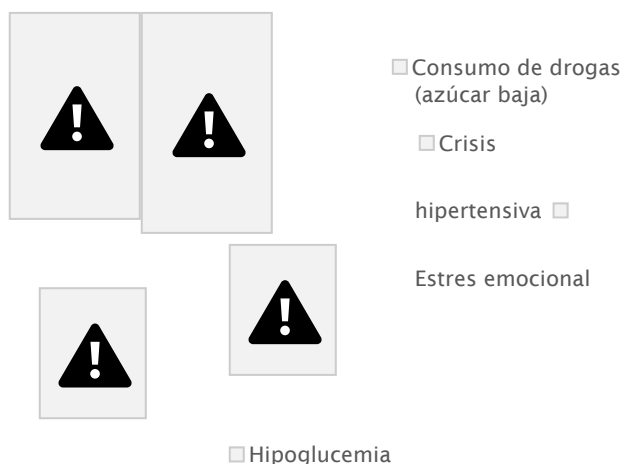 Consumo de drogas
(azúcar baja)
Crisis
hipertensiva
Estres emocional
Hipoglucemia